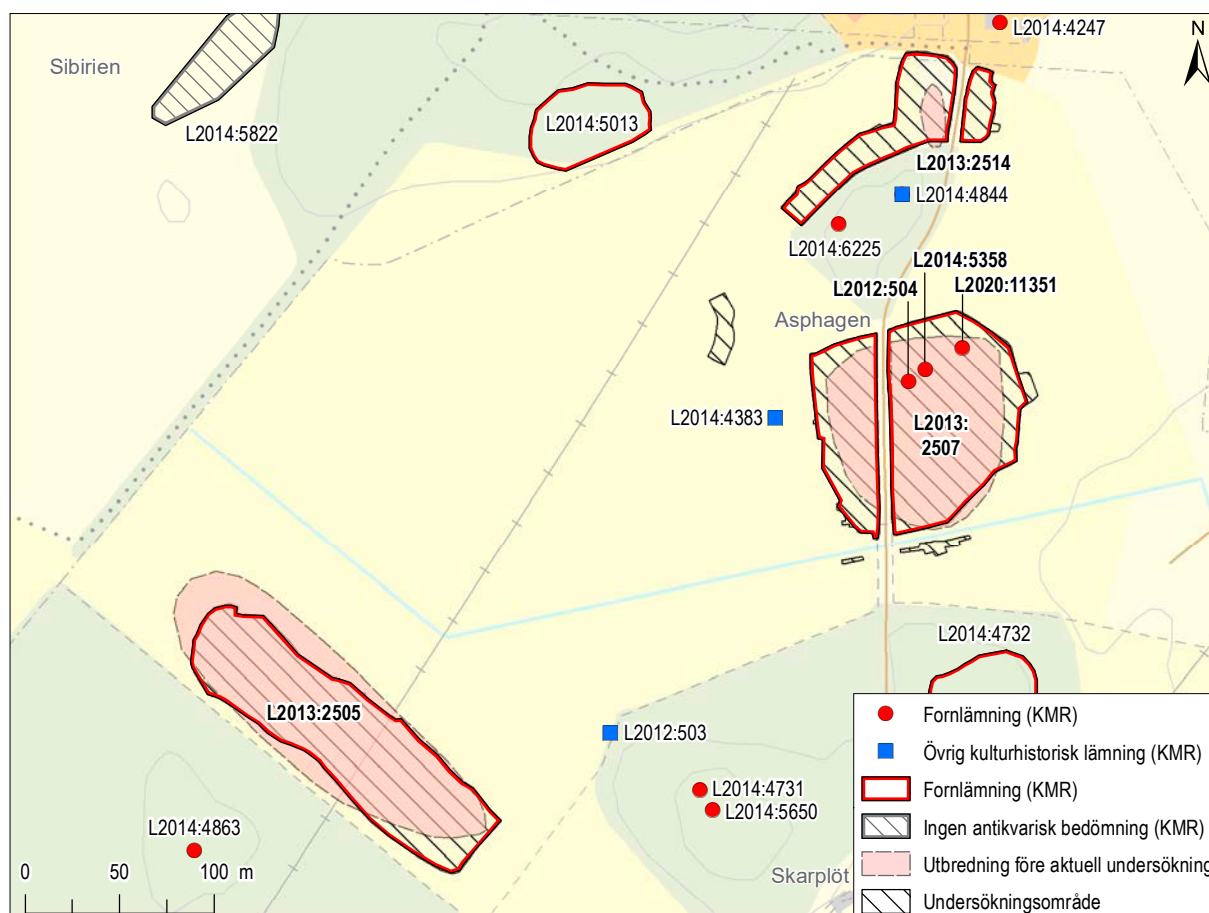 L2014:4247
N
Sibirien
L2014:5822
L2014:5013
L2013:2514
L2014:4844
L2014:6225
L2014:5358
L2012:504
L2020:11351
Asphagen
L2014:4383
L2013:
2507
L2014:4732
L2013:2505
L2012:503
L2014:4731
L2014:5650
L2014:4863
Skarplöt
0 50 100 m
Fornlämning (KMR)
Övrig kulturhistorisk lämning (KMR)
Fornlämning (KMR)
Ingen antikvarisk bedömning (KMR)
Utbredning före aktuell undersökning
Undersökningsområde